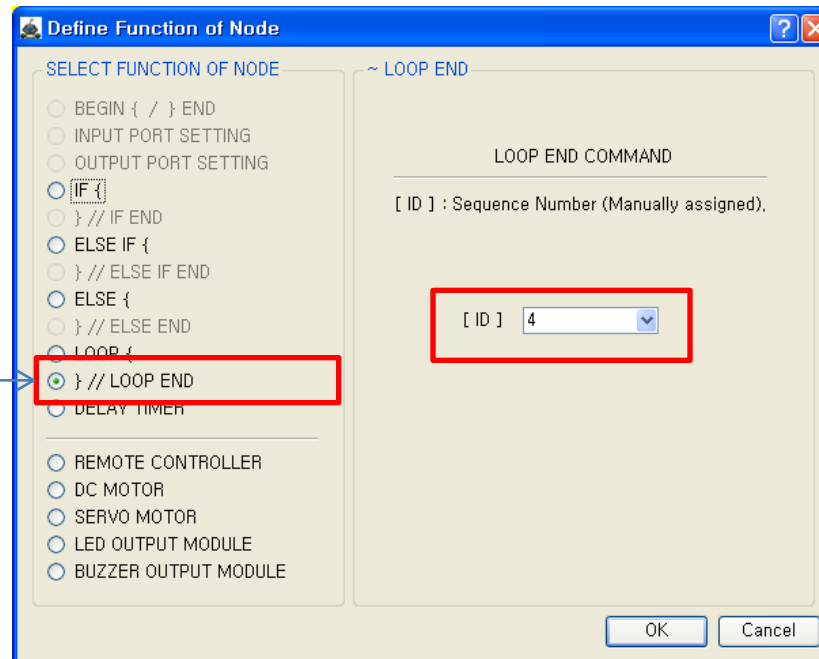 Define Function of Node
SELECT FUNCTION OF NODE
BEGIN { / } END
INPUT PORT SETTING
OUTPUT PORT SETTING
IF {
} // IF END
ELSE IF {
} // ELSE IF END
ELSE {
} // ELSE END
LOOP {
} // LOOP END
DELAY TIMER
REMOTE CONTROLLER
DC MOTOR
SERVO MOTOR
LED OUTPUT MODULE
BUZZER OUTPUT MODULE
~ LOOP END
LOOP END COMMAND
[ ID ] : Sequence Number (Manually assigned),
[ ID ] 4
OK Cancel